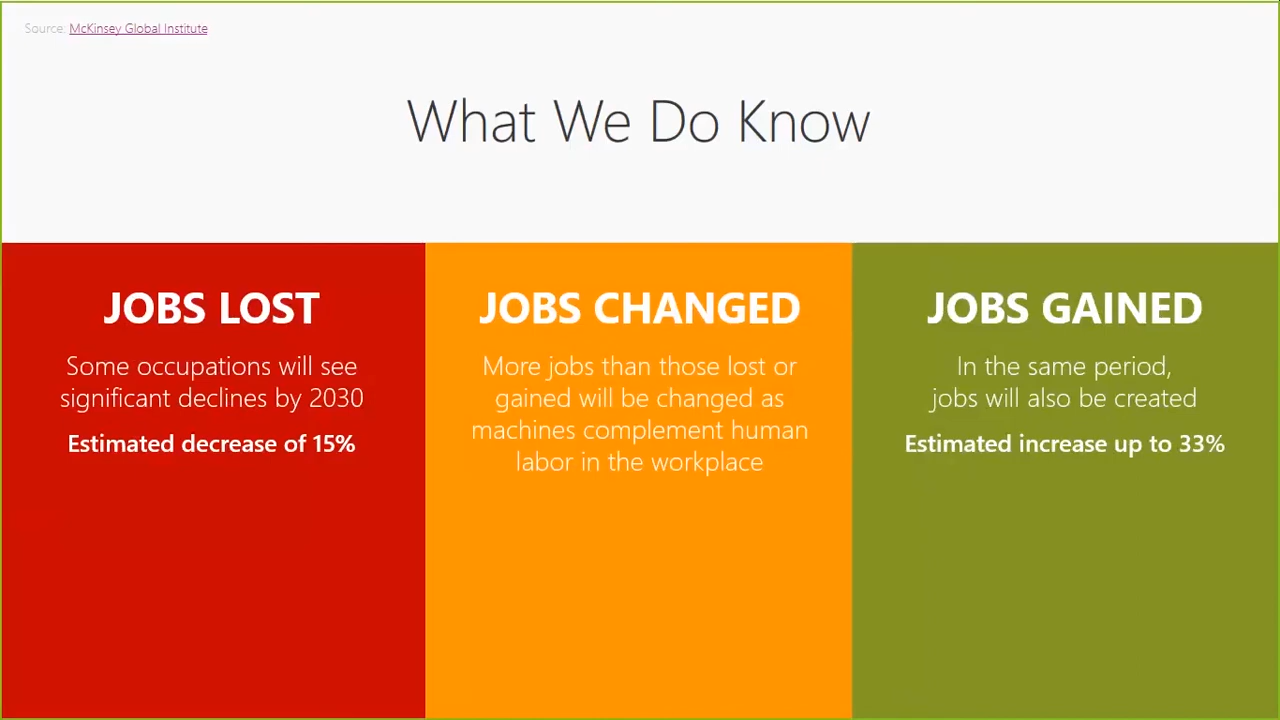 Source: McKinsey Global Institute
What We Do Know
JOBS LOST
Some occupations will see
significant declines by 2030
Estimated decrease of 15%
JOBS CHANGED
More jobs than those lost or
gained will be changed as
machines complement human
labor in the workplace
JOBS GAINED
In the same period,
jobs will also be created
Estimated increase up to 33%